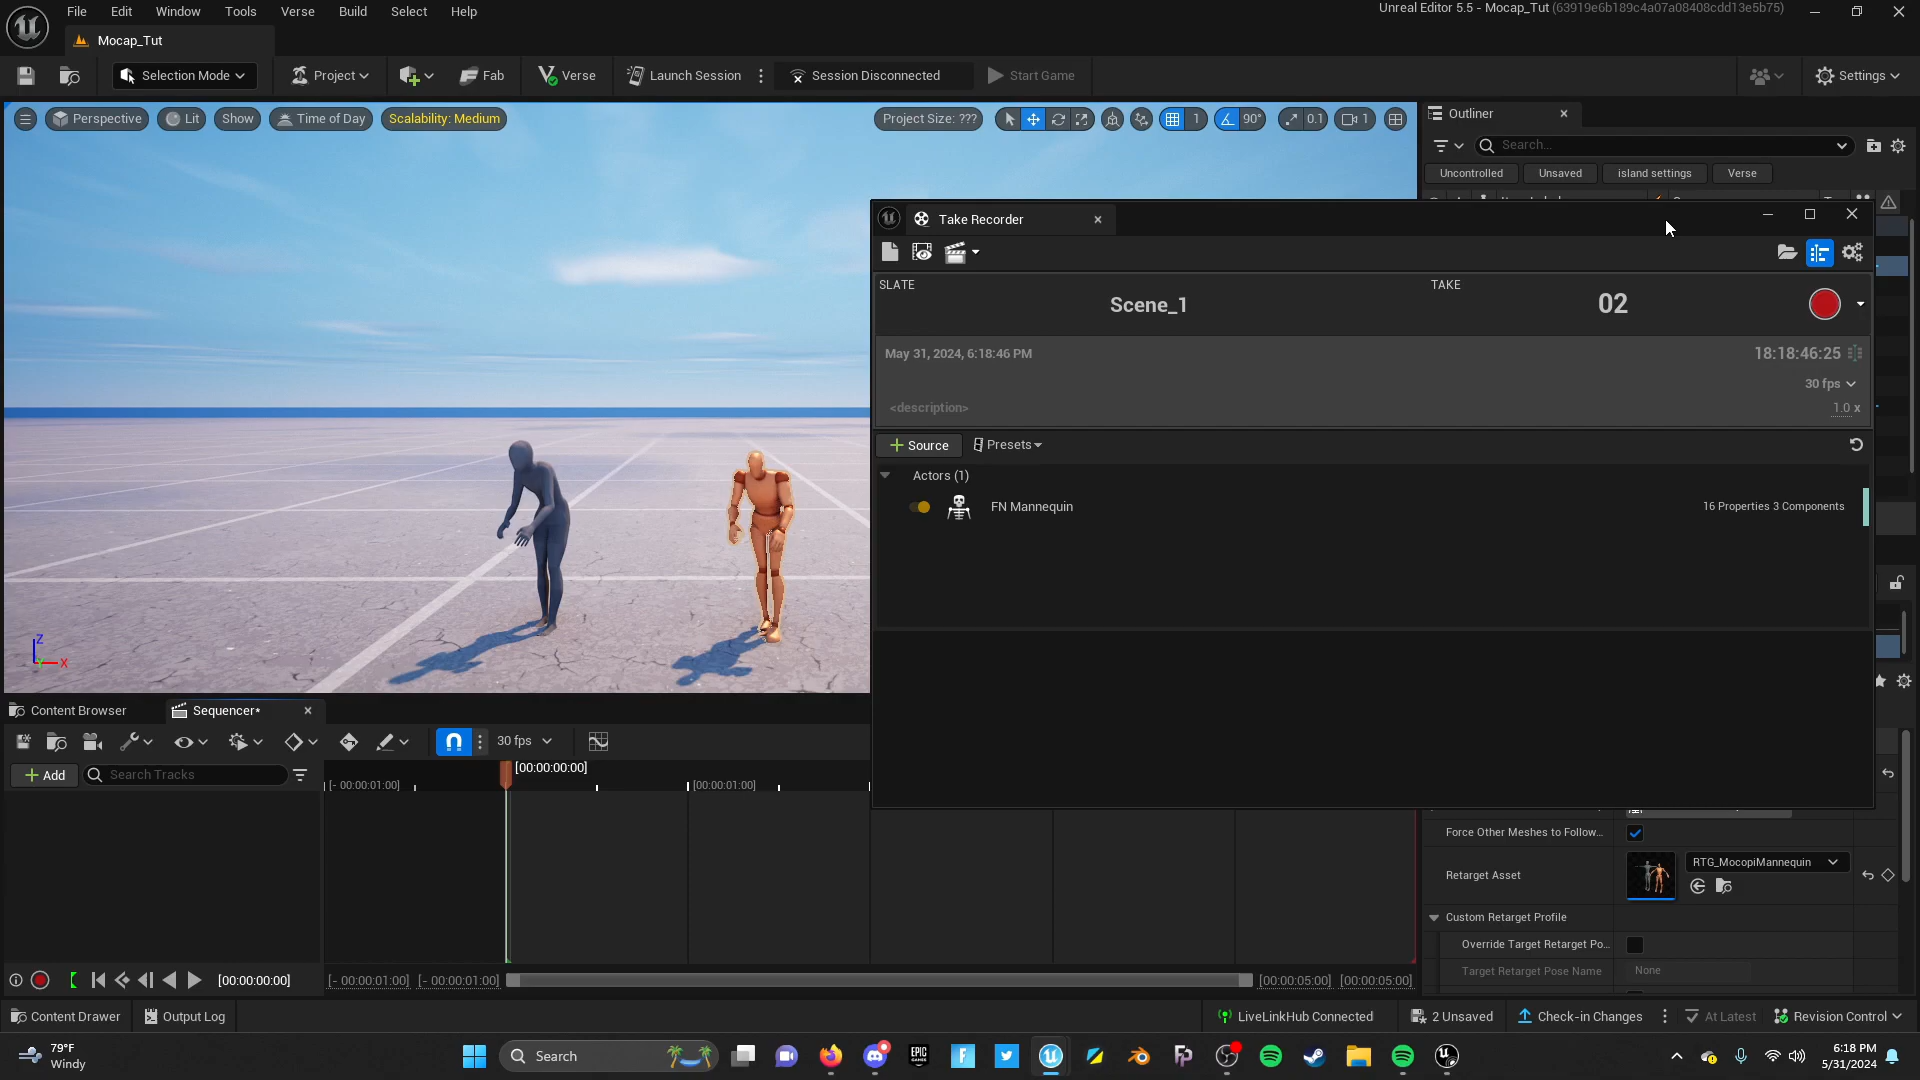 File Edit Window Tools Verse Build Select Help
Unreal Editor 5.5 - Mocap_Tut (63919e6b189c4a07a08408cdd13e5b75)
Mocap_Tut
Selection Mode Project Fab Verse Launch Session Session Disconnected Start Game Settings
Perspective Lit Show Time of Day Scalability: Medium Project Size: ??? 1 90° 0.1 1
Outliner
Search...
Uncontrolled Unsaved island settings Verse
Take Recorder
SLATE
Scene_1
TAKE
02
May 31, 2024, 6:18:46 PM
18:18:46:25
30 fps
<description>
1.0 x
Source Presets
Actors (1)
FN Mannequin
16 Properties 3 Components
Z
X
Content Browser Sequencer*
30 fps
Add Search Tracks
[00:00:00:00]
[- 00:00:01:00] [00:00:01:00]
[00:00:00:00] [- 00:00:01:00] [- 00:00:01:00] [00:00:05:00] [00:00:05:00]
Force Other Meshes to Follow...
Retarget Asset RTG_MocopiMannequin
Custom Retarget Profile
Override Target Retarget Po...
Target Retarget Pose Name None
Content Drawer Output Log LiveLinkHub Connected 2 Unsaved Check-in Changes At Latest Revision Control
79°F
Windy
Search
EPIC
GAMES
6:18 PM
5/31/2024